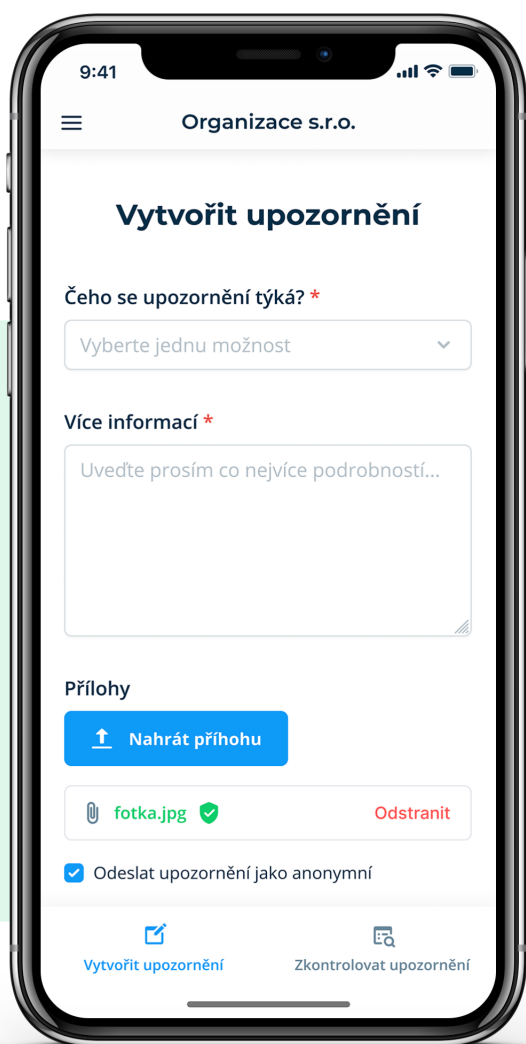 9:41
Organizace s.r.o.
Vytvořit upozornění
Čeho se upozornění týká? *
Vyberte jednu možnost
Více informací *
Uveďte prosím co nejvíce podrobností...
Přílohy
Nahrát příhohu
fotka.jpg Odstranit
Odeslat upozornění jako anonymní
Vytvořit upozornění Zkontrolovat upozornění